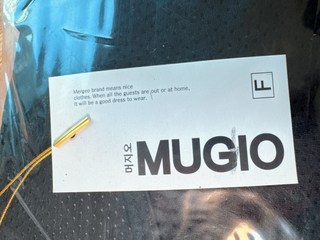 brand means nice
clothes. When all the guests are out or at home,
It will be a good dress to wear.
F
오
지
머
MUGIO